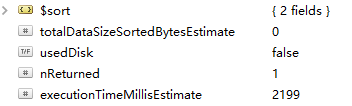 $sort { 2 fields }
totalDataSizeSortedBytesEstimate 0
T/F usedDisk false
nReturned 1
executionTimeMillisEstimate 2199